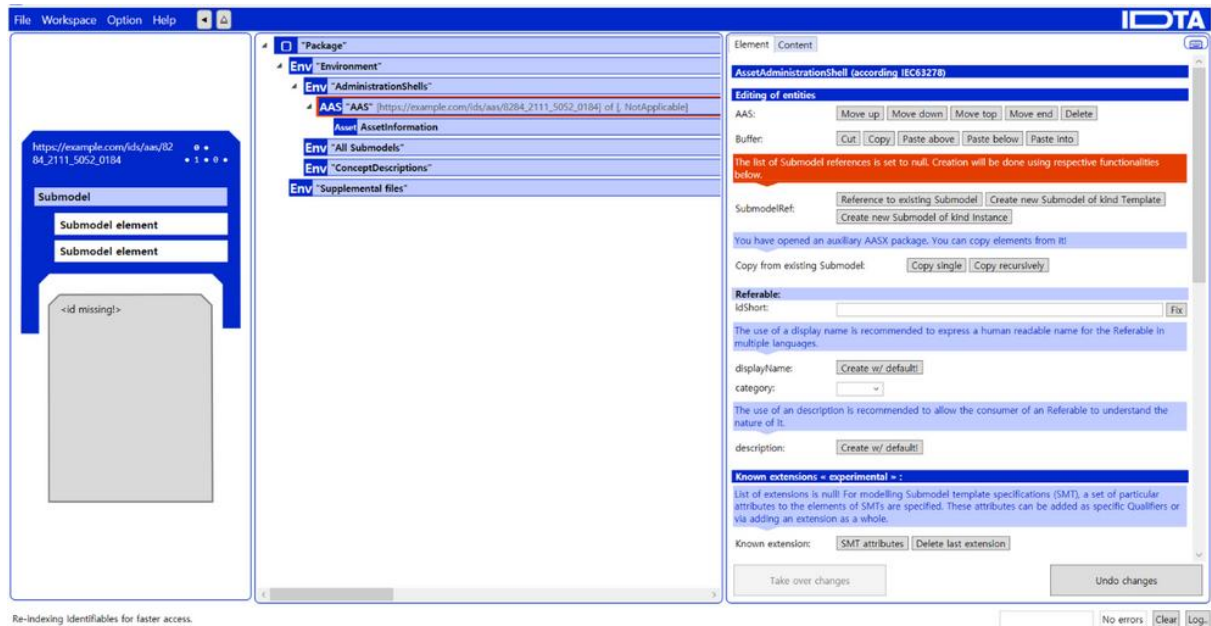 File Workspace Option Help
IDTA
https://example.com/ids/aas/82
84_2111_5052_0184
Submodel
Submodel element
Submodel element
<id missing!>
"Package"
Env "Environment"
Env "AdministrationShells"
AAS "AAS" [https://example.com/ids/aas/8284_2111_5052_0184] of [, NotApplicable]
Asset AssetInformation
Env "All Submodels"
Env "ConceptDescriptions"
Env "Supplemental files"
Element Content
AssetAdministrationShell (according IEC63278)
Editing of entities
AAS: Move up Move down Move top Move end Delete
Buffer: Cut Copy Paste above Paste below Paste into
The list of Submodel references is set to null. Creation will be done using respective functionalities
below.
SubmodelRef: Reference to existing Submodel Create new Submodel of kind Template
Create new Submodel of kind Instance
You have opened an auxiliary AASX package. You can copy elements from it!
Copy from existing Submodel: Copy single Copy recursively
Referable:
idShort: Fix
The use of a display name is recommended to express a human readable name for the Referable in
multiple languages.
displayName: Create w/ default!
category:
The use of an description is recommended to allow the consumer of an Referable to understand the
nature of it.
description: Create w/ default!
Known extensions « experimental » :
List of extensions is null! For modelling Submodel template specifications (SMT), a set of particular
attributes to the elements of SMTs are specified. These attributes can be added as specific Qualifiers or
via adding an extension as a whole.
Known extension: SMT attributes Delete last extension
Take over changes Undo changes
Re-indexing Identifiables for faster access.
No errors Clear Log..